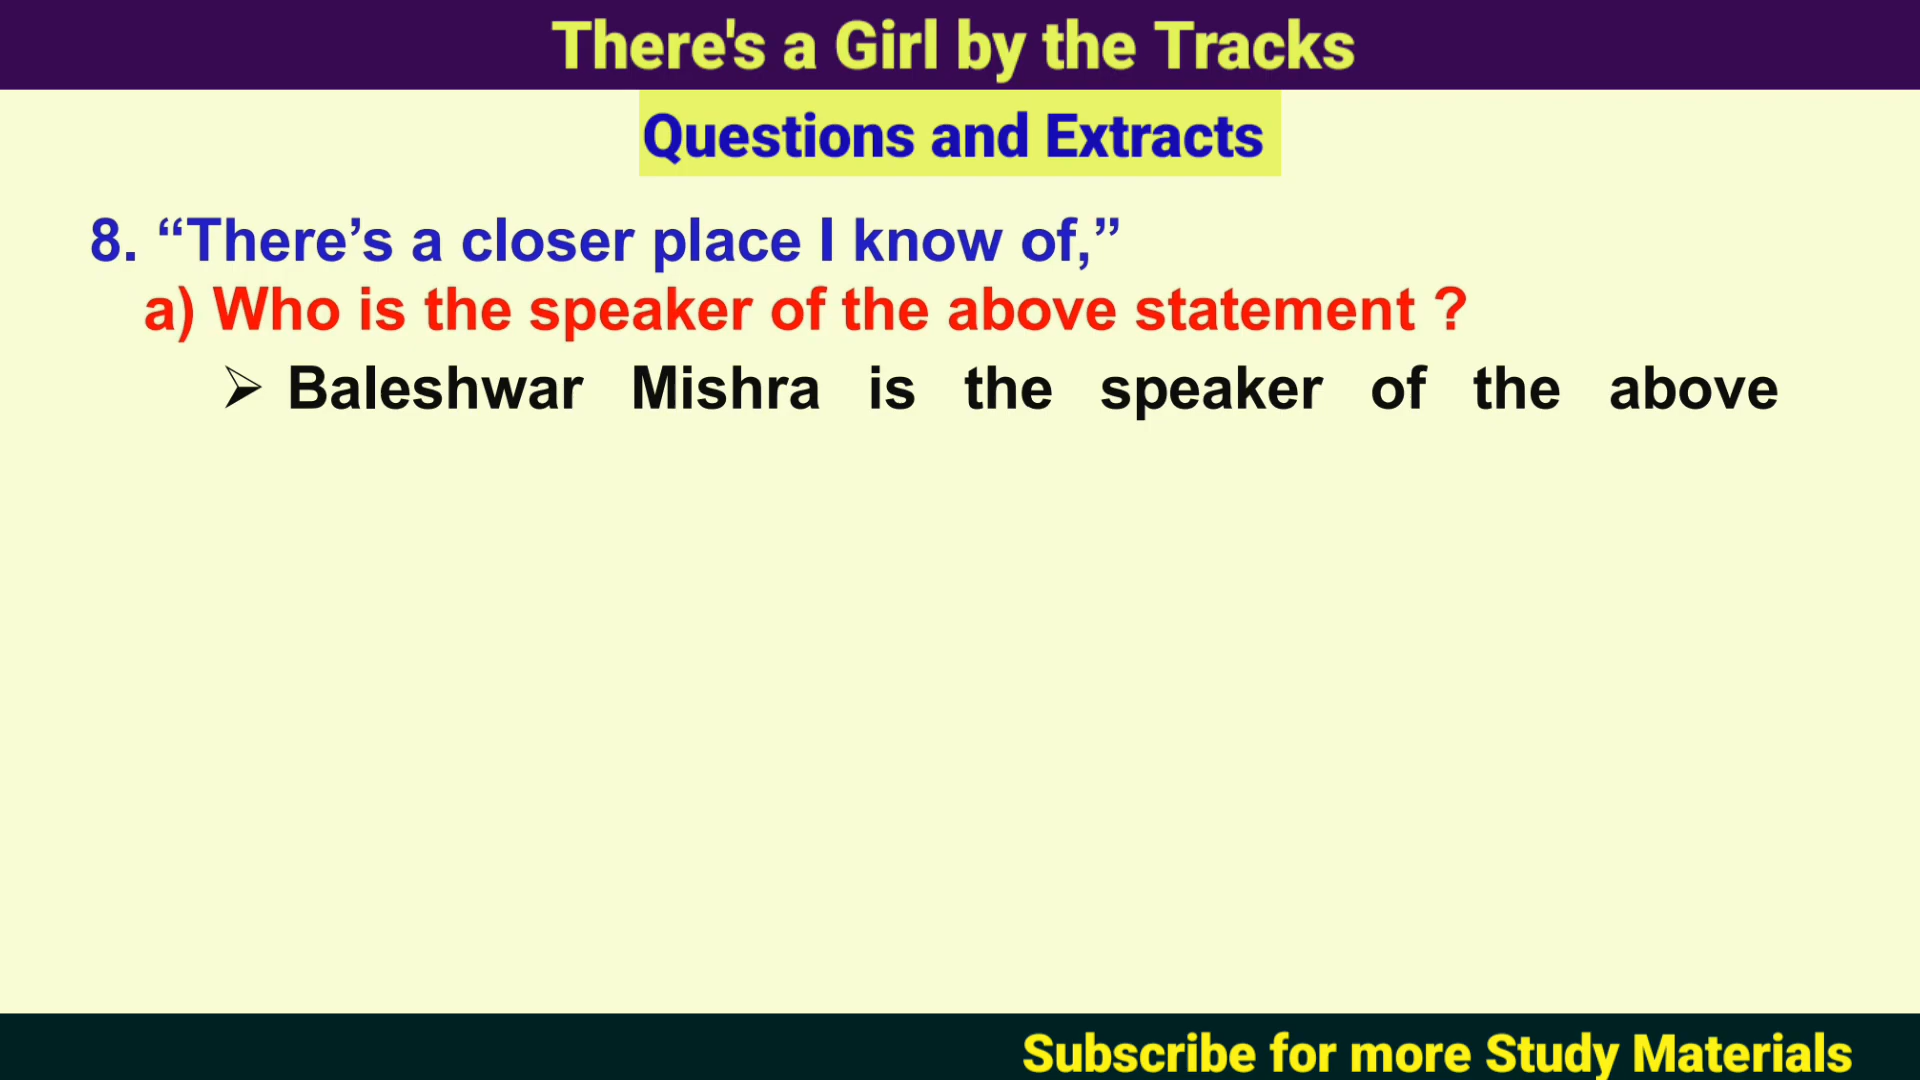 There's a Girl by the Tracks
Questions and Extracts
8. “There’s a closer place I know of,”
a) Who is the speaker of the above statement ?
➢ Baleshwar Mishra is the speaker of the above
Subscribe for more Study Materials